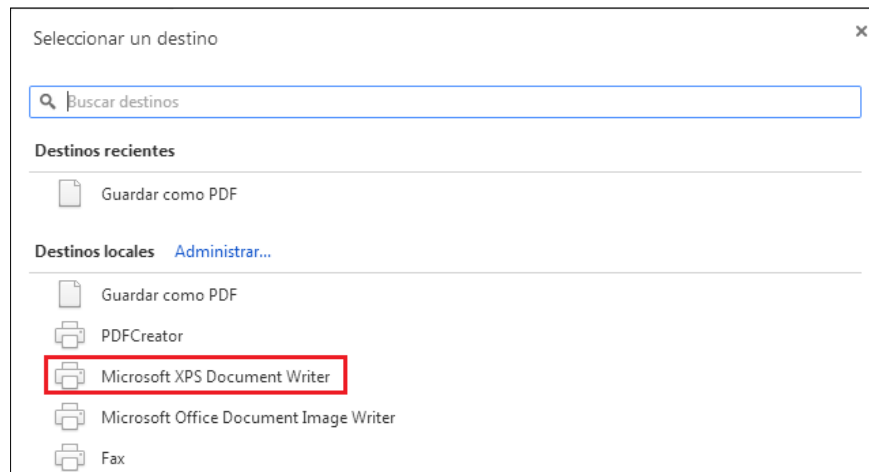 Seleccionar un destino
Buscar destinos
Destinos recientes
Guardar como PDF
Destinos locales Administrar...
Guardar como PDF
PDFCreator
Microsoft XPS Document Writer
Microsoft Office Document Image Writer
Fax